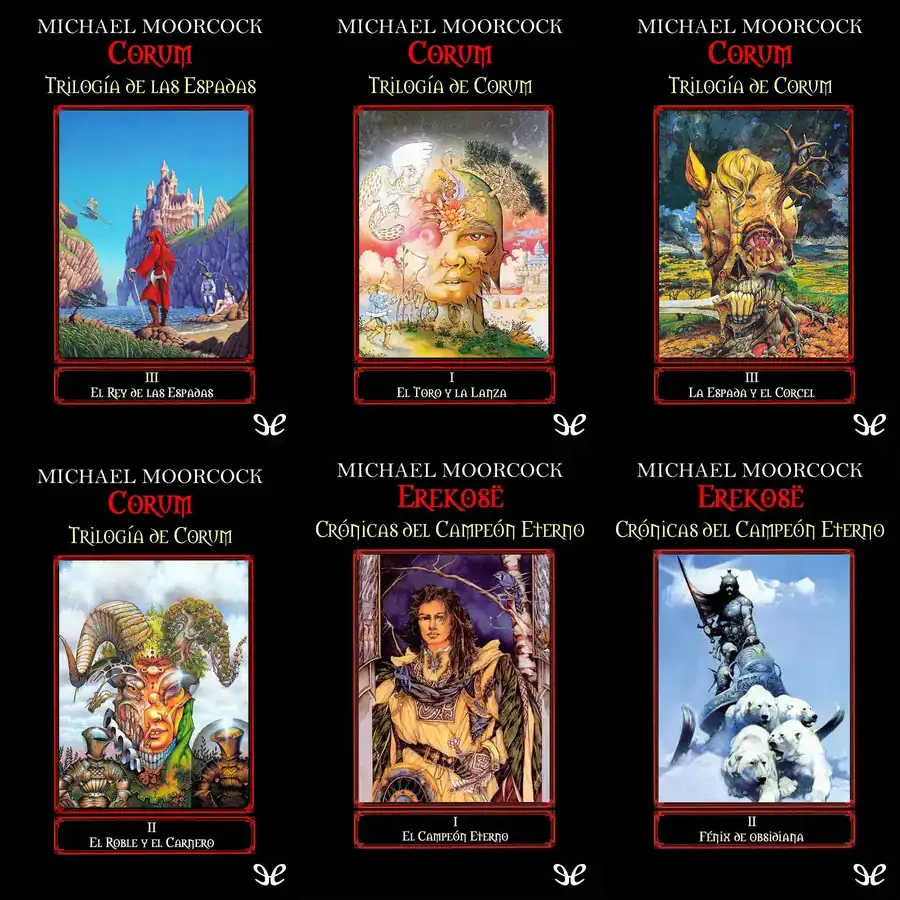 MICHAEL MOORCOCK
CORUM
TRILOGÍA DE LAS ESPADAS
III
EL REY DE LAS ESPADAS
MICHAEL MOORCOCK
CORUM
TRILOGÍA DE CORUM
I
EL TORO Y LA LANZA
MICHAEL MOORCOCK
CORUM
TRILOGÍA DE CORUM
III
LA ESPADA Y EL CORCEL
MICHAEL MOORCOCK
CORUM
TRILOGÍA DE CORUM
II
EL ROBLE Y EL CARNERO
MICHAEL MOORCOCK
EREKOSË
CRÓNICAS DEL CAMPEÓN ETERNO
I
EL CAMPEÓN ETERNO
MICHAEL MOORCOCK
EREKOSË
CRÓNICAS DEL CAMPEÓN ETERNO
II
FÉNIX DE OBSIDIANA